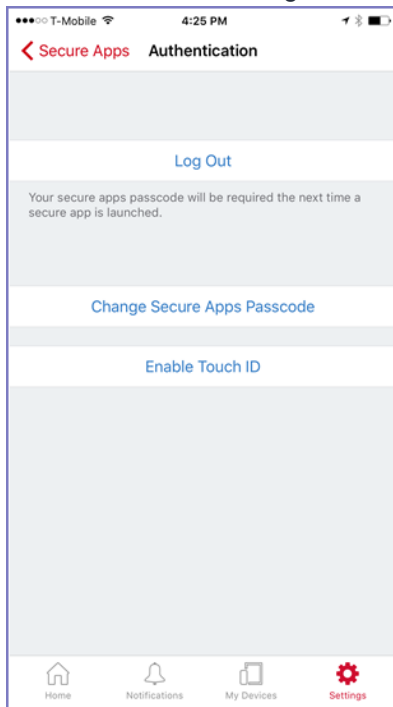 T-Mobile 4:25 PM
Secure Apps Authentication
Log Out
Your secure apps passcode will be required the next time a
secure app is launched.
Change Secure Apps Passcode
Enable Touch ID
Home Notifications My Devices Settings